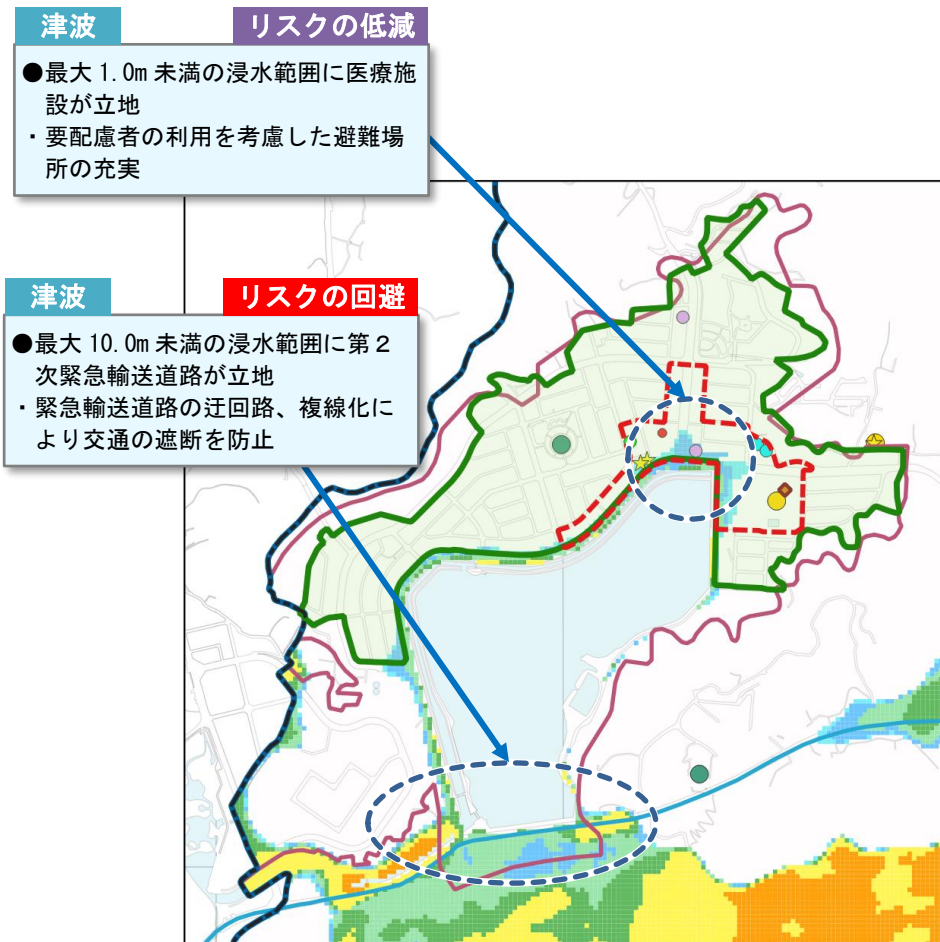 津波 リスクの低減
●最大 1.0m 未満の浸水範囲に医療施
設が立地
・要配慮者の利用を考慮した避難場
所の充実
津波 リスクの回避
●最大 10.0m 未満の浸水範囲に第２
次緊急輸送道路が立地
・緊急輸送道路の迂回路、複線化に
より交通の遮断を防止